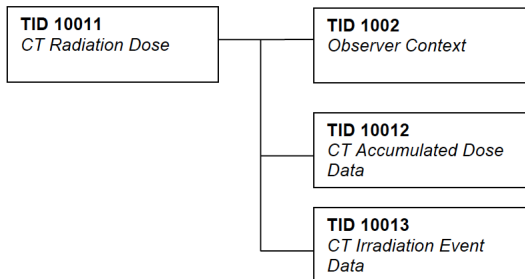 TID 10011
CT Radiation Dose
TID 1002
Observer Context
TID 10012
CT Accumulated Dose
Data
TID 10013
CT Irradiation Event
Data